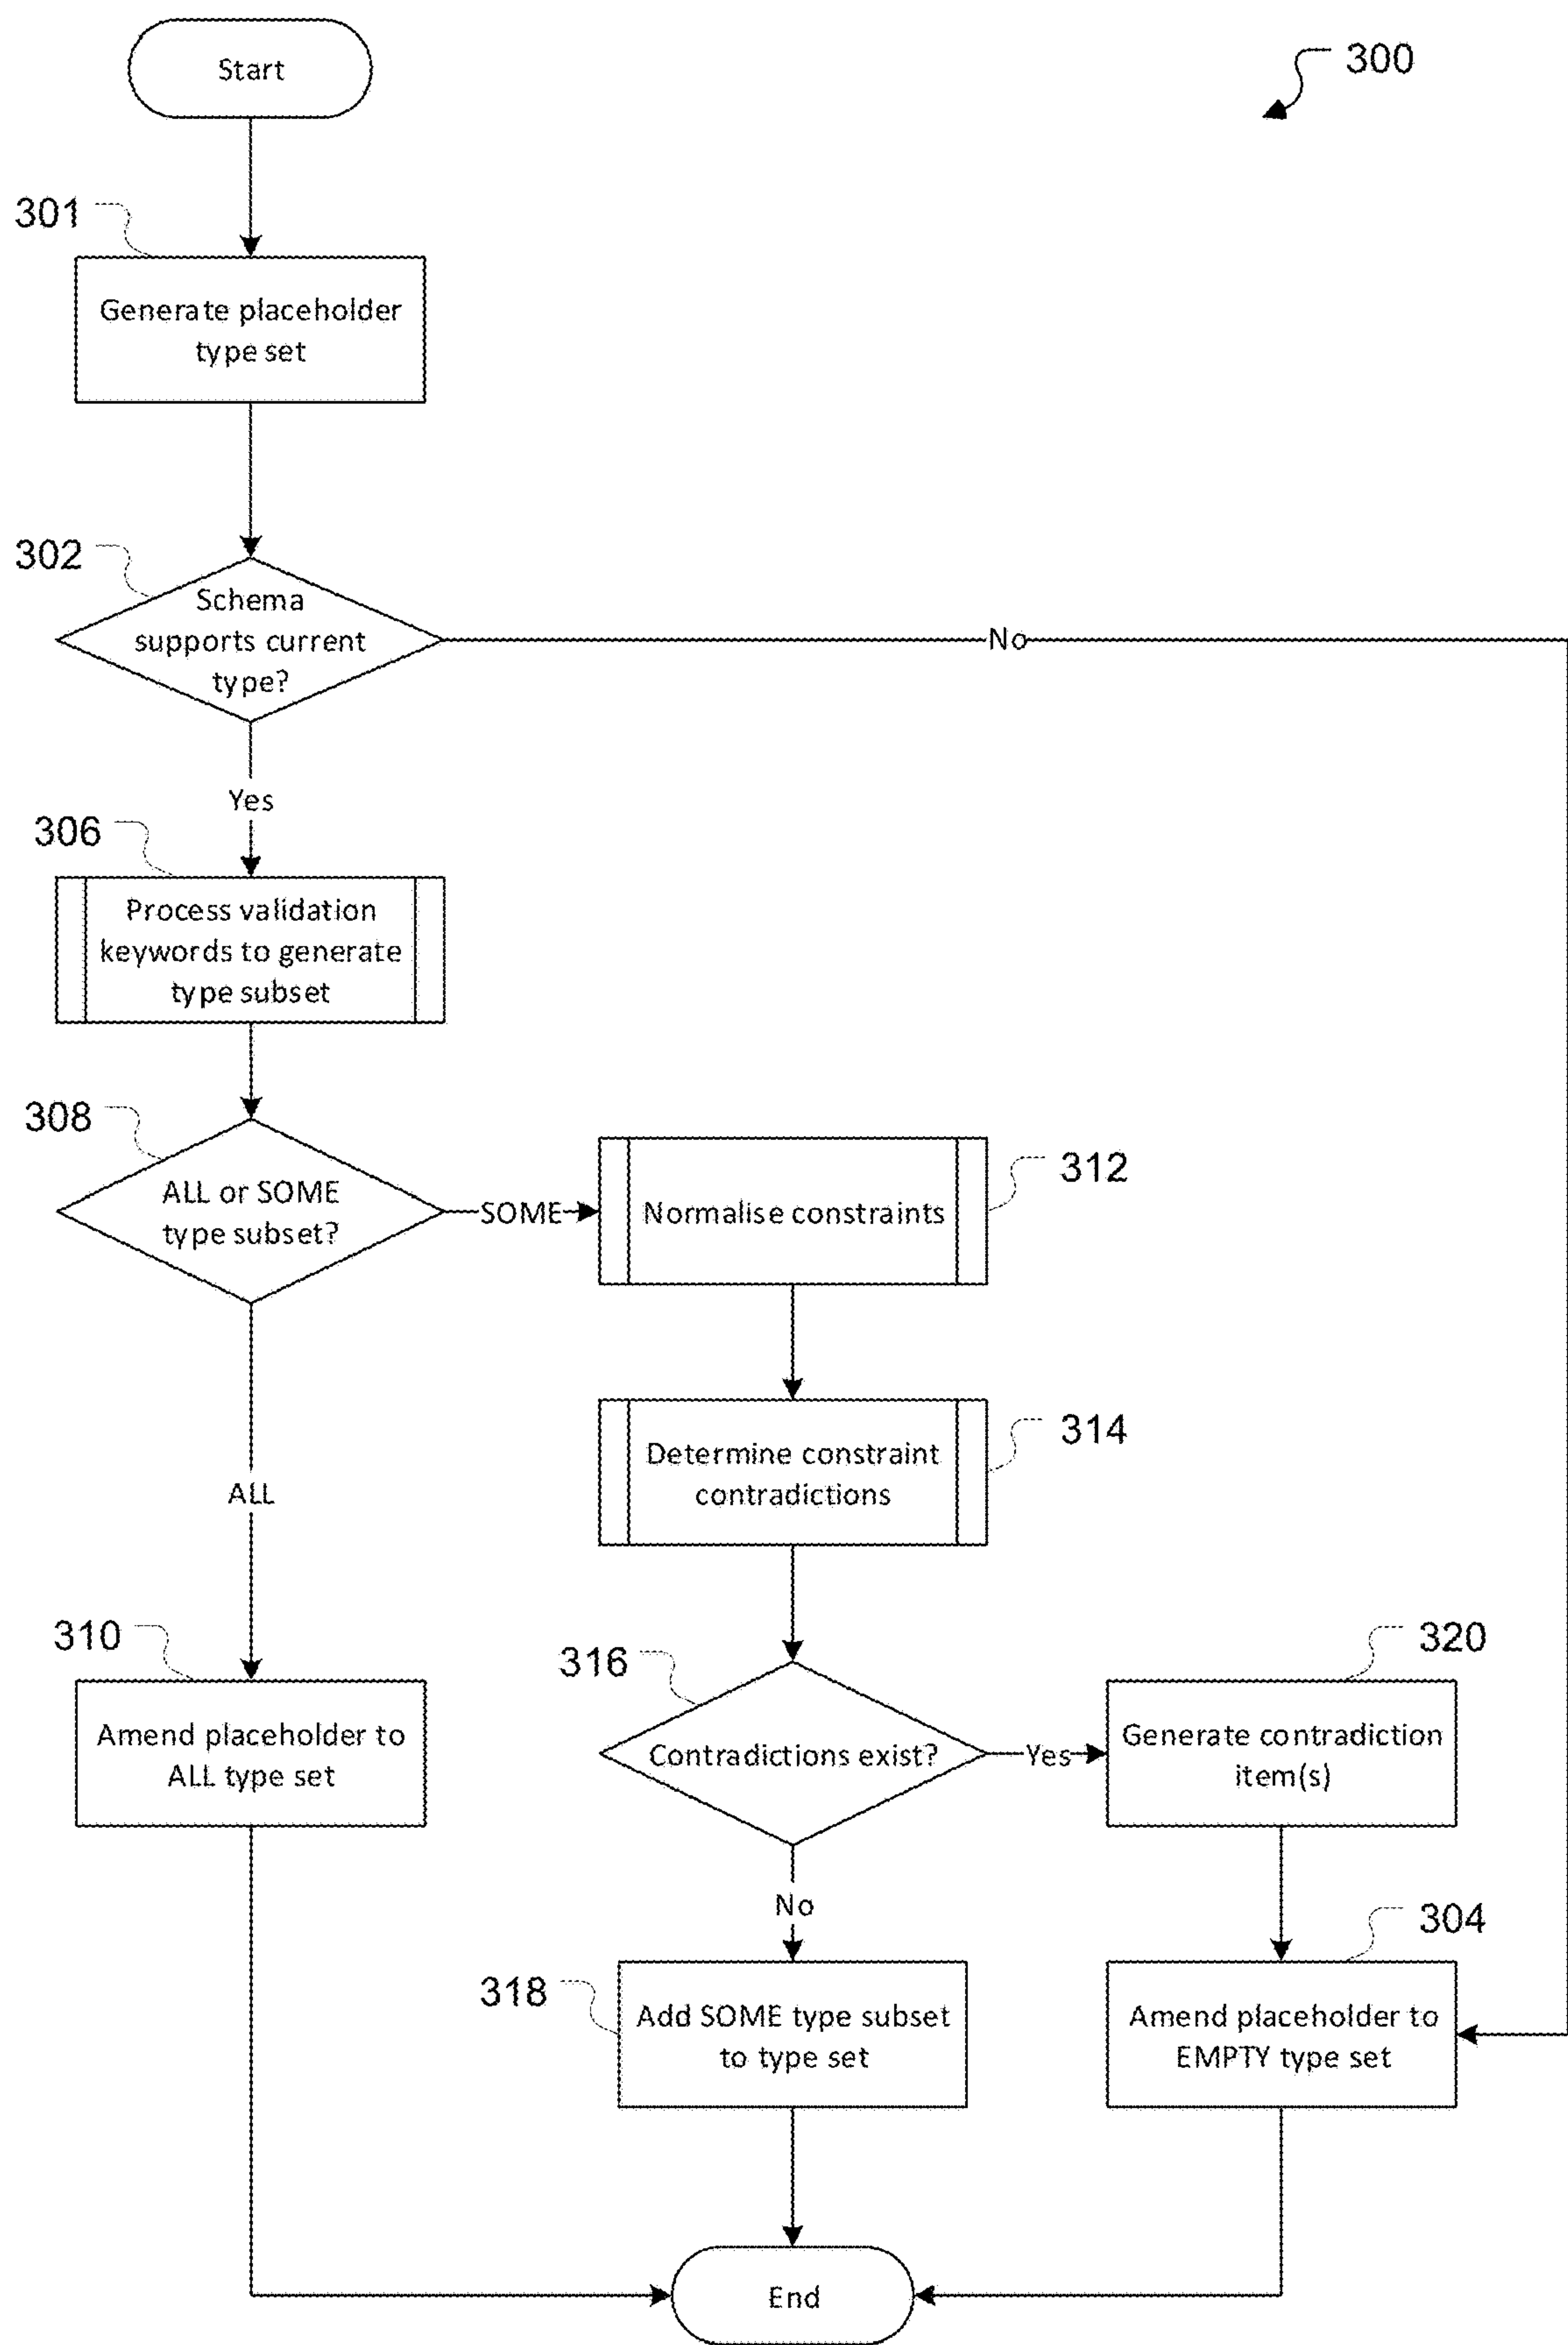 Start
300
301
Generate placeholder
type set
302
Schema
supports current
type?
No
Yes
306
Process validation
keywords to generate
type subset
308
ALL or SOME
type subset?
SOME
312
Normalise constraints
314
Determine constraint
contradictions
ALL
310
Amend placeholder to
ALL type set
316
Contradictions exist?
Yes
320
Generate contradiction
item(s)
No
318
Add SOME type subset
to type set
304
Amend placeholder to
EMPTY type set
End